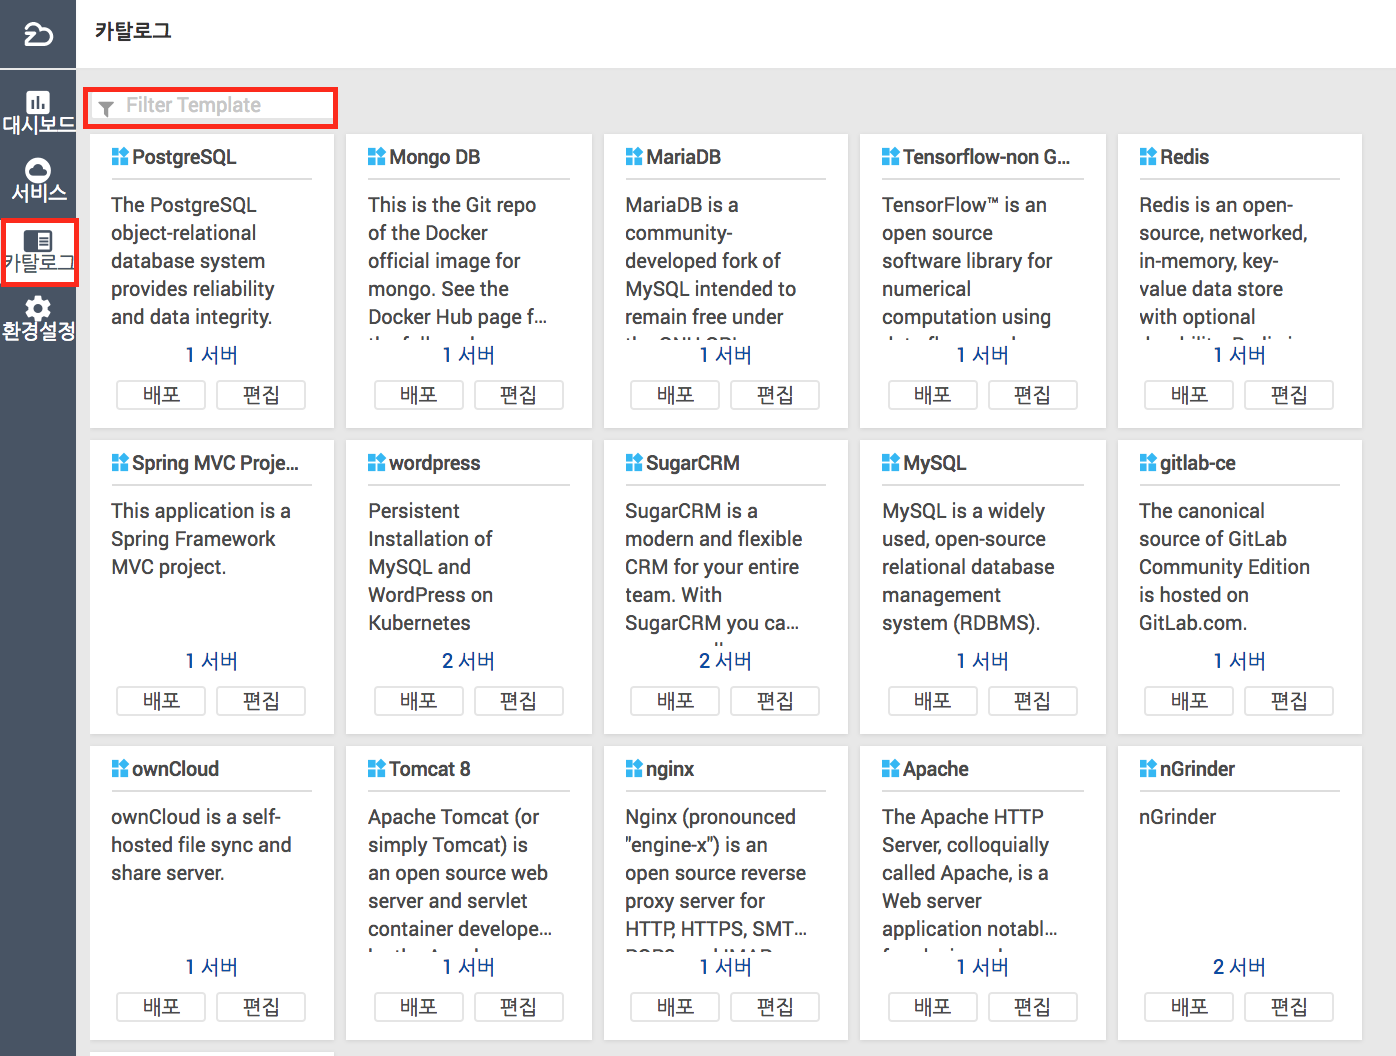 카탈로그
대시보드
서비스
카탈로그
환경설정
Filter Template
PostgreSQL
The PostgreSQL
object-relational
database system
provides reliability
and data integrity.
1 서버
배포 편집
Mongo DB
This is the Git repo
of the Docker
official image for
mongo. See the
Docker Hub page f...
1 서버
배포 편집
MariaDB
MariaDB is a
community-
developed fork of
MySQL intended to
remain free under
1 서버
배포 편집
Tensorflow-non G...
TensorFlow™ is an
open source
software library for
numerical
computation using
1 서버
배포 편집
Redis
Redis is an open-
source, networked,
in-memory, key-
value data store
with optional
1 서버
배포 편집
Spring MVC Proje...
This application is a
Spring Framework
MVC project.
1 서버
배포 편집
wordpress
Persistent
Installation of
MySQL and
WordPress on
Kubernetes
2 서버
배포 편집
SugarCRM
SugarCRM is a
modern and flexible
CRM for your entire
team. With
SugarCRM you ca...
2 서버
배포 편집
MySQL
MySQL is a widely
used, open-source
relational database
management
system (RDBMS).
1 서버
배포 편집
gitlab-ce
The canonical
source of GitLab
Community Edition
is hosted on
GitLab.com.
1 서버
배포 편집
ownCloud
ownCloud is a self-
hosted file sync and
share server.
1 서버
배포 편집
Tomcat 8
Apache Tomcat (or
simply Tomcat) is
an open source web
server and servlet
container develope...
1 서버
배포 편집
nginx
Nginx (pronounced
"engine-x") is an
open source reverse
proxy server for
HTTP, HTTPS, SMT...
1 서버
배포 편집
Apache
The Apache HTTP
Server, colloquially
called Apache, is a
Web server
application notabl...
1 서버
배포 편집
nGrinder
nGrinder
2 서버
배포 편집